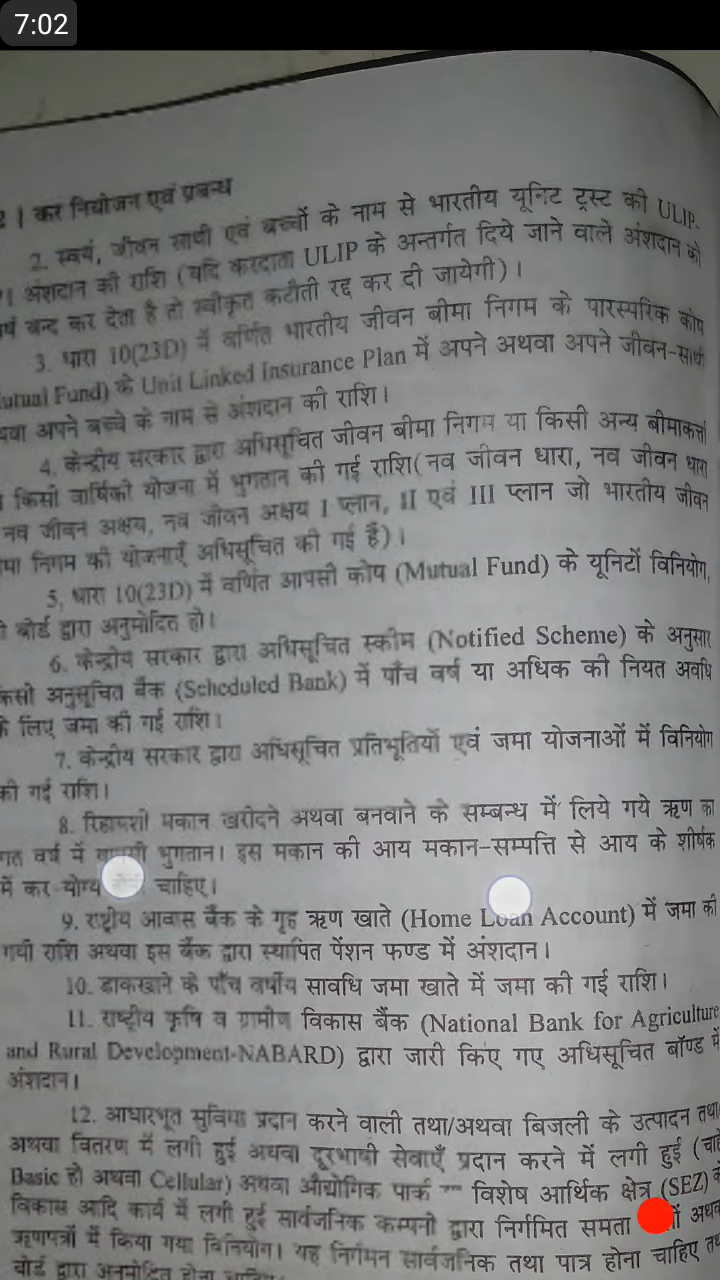 7:02
2 । कर नियोजन एवं प्रबन्ध
2. स्वयं, जीवन साथी एवं बच्चों के नाम से भारतीय यूनिट ट्रस्ट की ULIP-
अंशदान की राशि (यदि करदाता ULIP के अन्तर्गत दिये जाने वाले अंशदान को
र्ष बन्द कर देता है तो स्वीकृत कटौती रद्द कर दी जायेगी) ।
3. धारा 10(23D) में वर्णित भारतीय जीवन बीमा निगम के पारस्परिक कोष
utual Fund) के Unit Linked Insurance Plan में अपने अथवा अपने जीवन-साथी
थवा अपने बच्चे के नाम से अंशदान की राशि।
4. केन्द्रीय सरकार द्वारा अधिसूचित जीवन बीमा निगम या किसी अन्य बीमाकर्त्ता
किसी वार्षिकी योजना में भुगतान की गई राशि( नव जीवन धारा, नव जीवन धारा
नव जीवन अक्षय, नव जीवन अक्षय I प्लान, II एवं III प्लान जो भारतीय जीवन
मा निगम की योजनाएँ अधिसूचित की गई हैं) ।
5. धारा 10(23D) में वर्णित आपसी कोष (Mutual Fund) के यूनिटों विनियोग,
बोर्ड द्वारा अनुमोदित हो।
6. केन्द्रीय सरकार द्वारा अधिसूचित स्कीम (Notified Scheme) के अनुसार
कसी अनुसूचित बैंक (Scheduled Bank) में पाँच वर्ष या अधिक की नियत अवधि
के लिए जमा की गई राशि।
7. केन्द्रीय सरकार द्वारा अधिसूचित प्रतिभूतियों एवं जमा योजनाओं में विनियोग
की गई राशि।
8. रिहायशी मकान खरीदने अथवा बनवाने के सम्बन्ध में लिये गये ऋण का
गत वर्ष में भुगतान। इस मकान की आय मकान-सम्पत्ति से आय के शीर्षक
में कर योग्य चाहिए।
9. राष्ट्रीय आवास बैंक के गृह ऋण खाते (Home Loan Account) में जमा की
गयी राशि अथवा इस बैंक द्वारा स्थापित पेंशन फण्ड में अंशदान।
10. डाकखाने के पाँच वर्षीय सावधि जमा खाते में जमा की गई राशि।
11. राष्ट्रीय कृषि व ग्रामीण विकास बैंक (National Bank for Agriculture
and Rural Development-NABARD) द्वारा जारी किए गए अधिसूचित बॉण्ड में
अंशदान।
12. आधारभूत सुविधा प्रदान करने वाली तथा/अथवा बिजली के उत्पादन तथा
अथवा वितरण में लगी हुई अथवा दूरभाषी सेवाएँ प्रदान करने में लगी हुई (चाहे
Basic हो अथवा Cellular) अथवा औद्योगिक पार्क विशेष आर्थिक क्षेत्र (SEZ) के
विकास आदि कार्य में लगी हुई सार्वजनिक कम्पनी द्वारा निर्गमित समता अथवा
ऋणपत्रों में किया गया विनियोग। यह निर्गमन सार्वजनिक तथा पात्र होना चाहिए तथा
बोर्ड द्वारा अनुमोदित होना चाहिए।